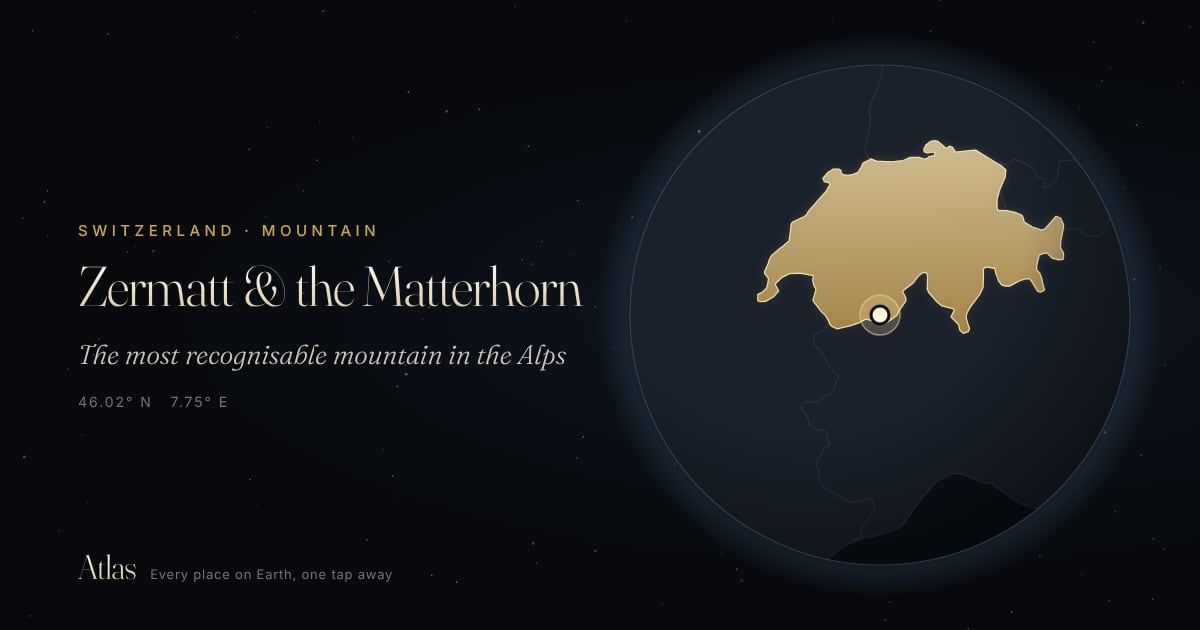 SWITZERLAND · MOUNTAIN
Zermatt & the Matterhorn
The most recognisable mountain in the Alps
46.02° N 7.75° E
Atlas Every place on Earth, one tap away